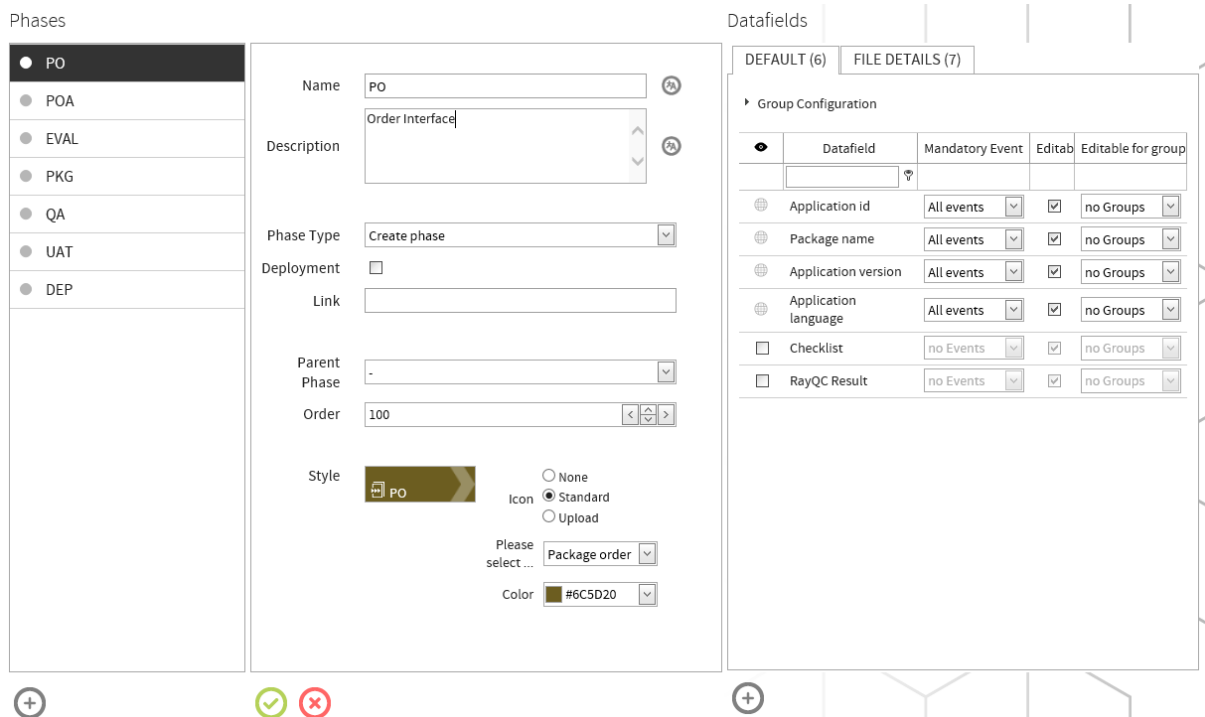 Phases
PO
POA
EVAL
PKG
QA
UAT
DEP
Name
PO
Description
Order Interface
Phase Type
Create phase
Deployment
Link
Parent
Phase
-
Order
100
Style
PO
Icon
None
Standard
Upload
Please
select ...
Package order
Color
#6C5D20
Datafields
DEFAULT (6)
FILE DETAILS (7)
Group Configuration
Datafield
Mandatory Event
Editab
Editable for group
Application id
All events
no Groups
Package name
All events
no Groups
Application version
All events
no Groups
Application
language
All events
no Groups
Checklist
no Events
no Groups
RayQC Result
no Events
no Groups